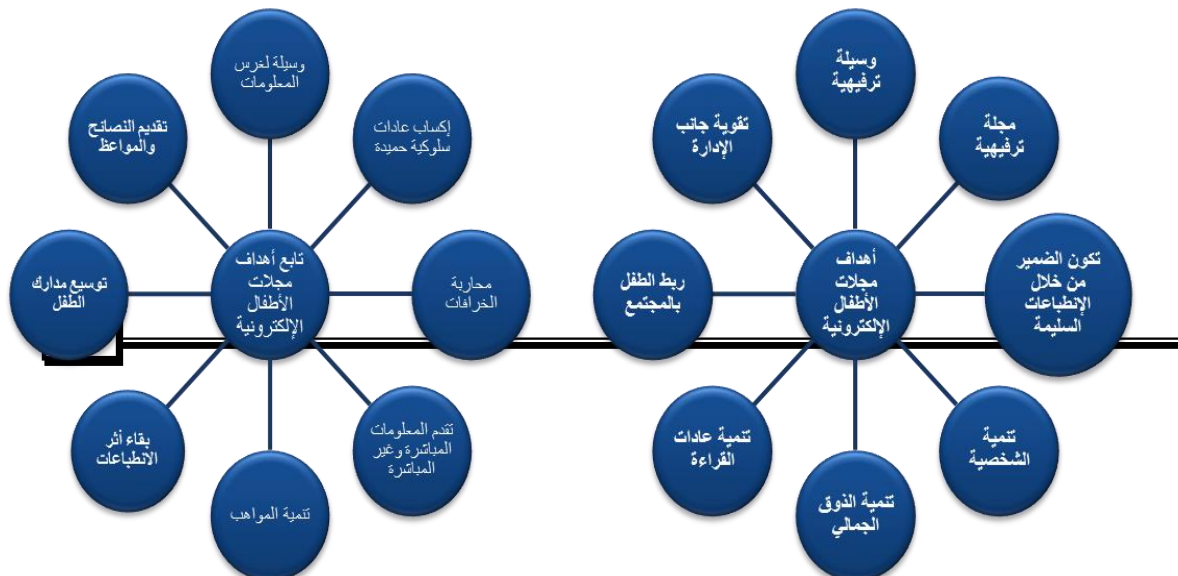 أهداف
مجلات
الأطفال
الإلكترونية
وسيلة
ترفيهية
مجلة
ترفيهية
تكون الضمير
من خلال
الإنطباعات
السليمة
تنمية
الشخصية
تنمية الذوق
الجمالي
تنمية عادات
القراءة
ربط الطفل
بالمجتمع
تقوية جانب
الإدارة
تابع أهداف
مجلات
الأطفال
الإلكترونية
وسيلة لغرس
المعلومات
إكساب عادات
سلوكية حميدة
محاربة
الخرافات
تقدم المعلومات
المباشرة وغير
المباشرة
تنمية المواهب
بقاء أثر
الانطباعات
توسيع مدارك
الطفل
تقديم النصائح
والمواعظ